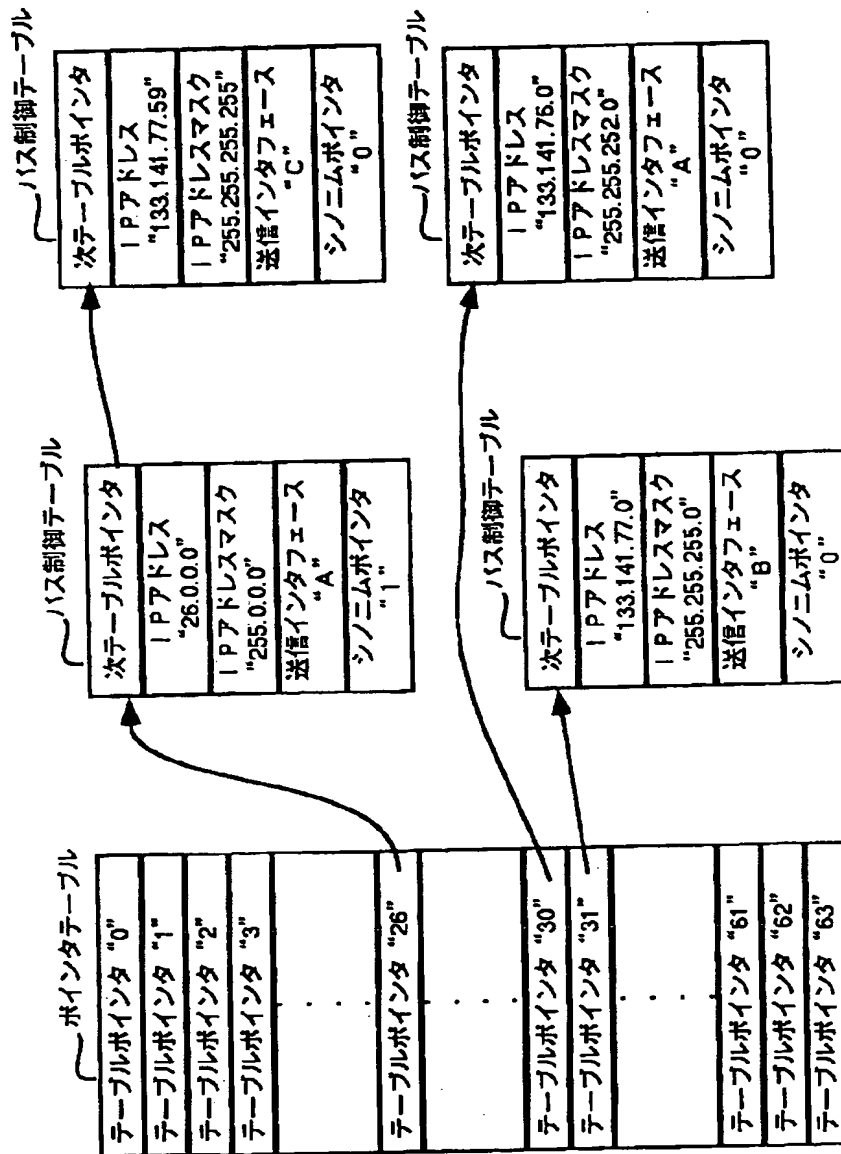 ポインタテーブル
テーブルポインタ “0”
テーブルポインタ “1”
テーブルポインタ “2”
テーブルポインタ “3”
テーブルポインタ “26”
テーブルポインタ “30”
テーブルポインタ “31”
テーブルポインタ “61”
テーブルポインタ “62”
テーブルポインタ “63”
パス制御テーブル
次テーブルポインタ
IPアドレス
“26.0.0.0”
IPアドレスマスク
“255.0.0.0”
送信インタフェース
“A”
シノニムポインタ
“1”
パス制御テーブル
次テーブルポインタ
IPアドレス
“133.141.77.59”
IPアドレスマスク
“255.255.255.255”
送信インタフェース
“C”
シノニムポインタ
“0”
パス制御テーブル
次テーブルポインタ
IPアドレス
“133.141.77.0”
IPアドレスマスク
“255.255.255.0”
送信インタフェース
“B”
シノニムポインタ
“0”
パス制御テーブル
次テーブルポインタ
IPアドレス
“133.141.76.0”
IPアドレスマスク
“255.255.252.0”
送信インタフェース
“A”
シノニムポインタ
“0”